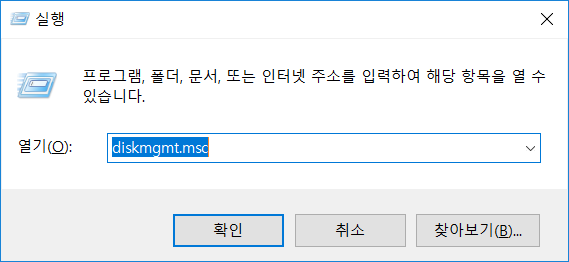 실행
프로그램, 폴더, 문서, 또는 인터넷 주소를 입력하여 해당 항목을 열 수
있습니다.
열기(O): diskmgmt.msc
확인 취소 찾아보기(B)...